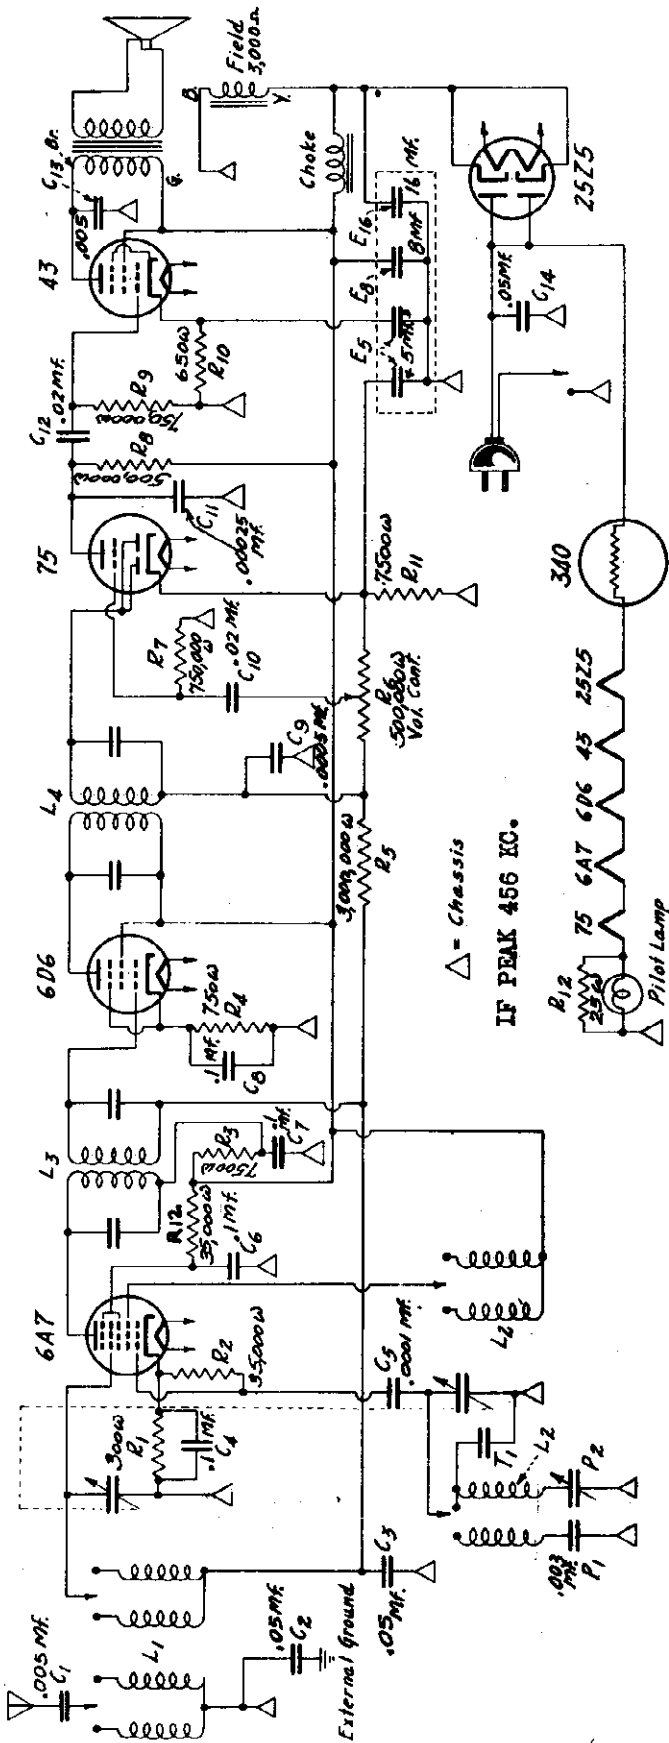 .005 Mf.
C1
L1
.05 Mf.
C2
External Ground
300ω
R1
.1 Mf.
C4
.05 Mf.
C3
6A7
R2
35,000ω
R12
35,000ω
.1 Mf.
C6
L3
R3
7500ω
.1 Mf.
C7
6D6
750ω
R4
.1 Mf.
C8
L4
C9
.0005 Mf.
3,000,000ω
R5
75
R7
750,000
ω
.02 Mf.
C10
R6
500,000ω
Vol. Cont.
C11
.00025
Mf.
R8
500,000ω
C12
.02 Mf.
R9
750,000ω
7500ω
R11
43
650ω
R10
C13
.005
Br.
G.
B.
Y.
Field
3,000Ω
Choke
E5
E8
8 Mf
E16
16 Mf.
25Z5
.05 Mf.
C14
340
C5
.0001 Mf.
L2
T1
L2
.003
Mf.
P1
P2
△ = Chassis
IF PEAK 456 KC.
R12
25ω
Pilot Lamp
75
6A7
6D6
43
25Z5